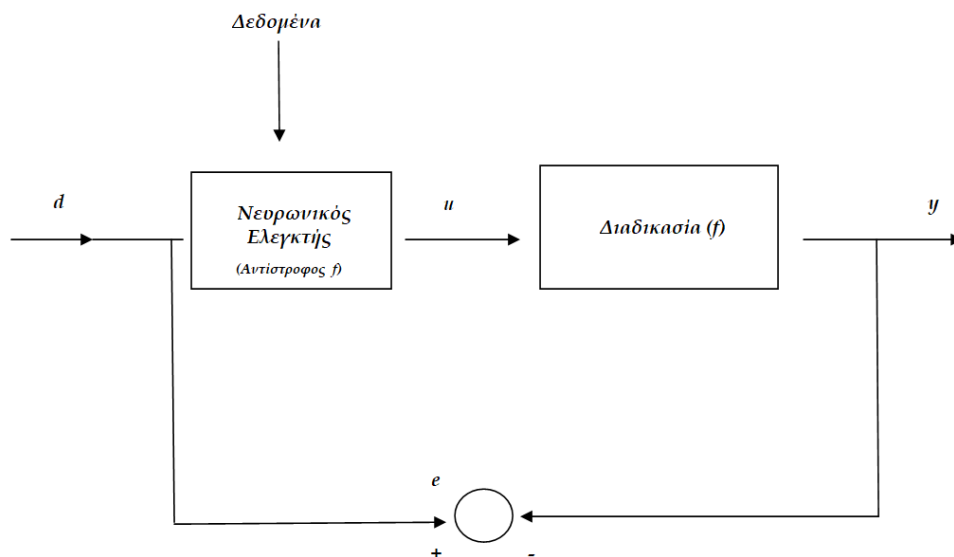 Δεδομένα
d
Νευρωνικός
Ελεγκτής
(Αντίστροφος f)
u
Διαδικασία (f)
y
e
+
-